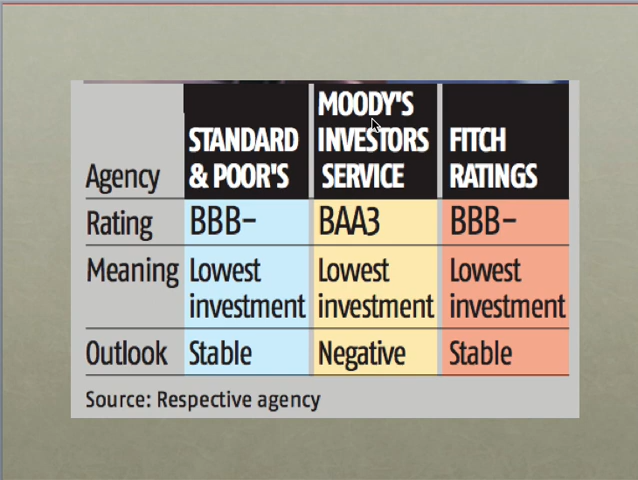 Agency STANDARD & POOR'S MOODY'S INVESTORS SERVICE FITCH RATINGS
Rating BBB− BAA3 BBB−
Meaning Lowest investment Lowest investment Lowest investment
Outlook Stable Negative Stable
Source: Respective agency